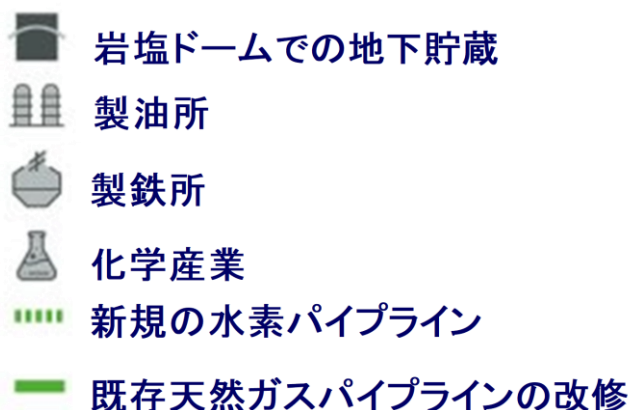 岩塩ドームでの地下貯蔵
製油所
製鉄所
化学産業
新規の水素パイプライン
既存天然ガスパイプラインの改修